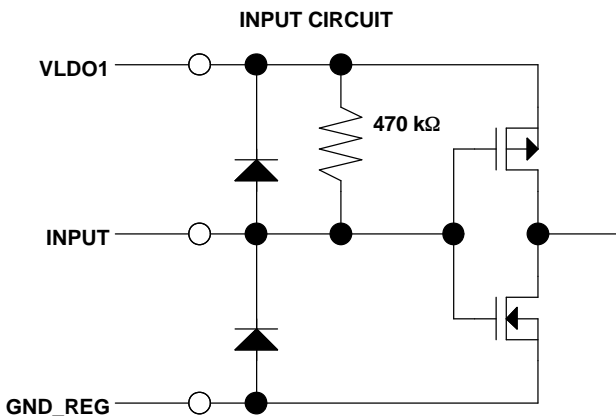 INPUT CIRCUIT
VLDO1
470 kΩ
INPUT
GND_REG